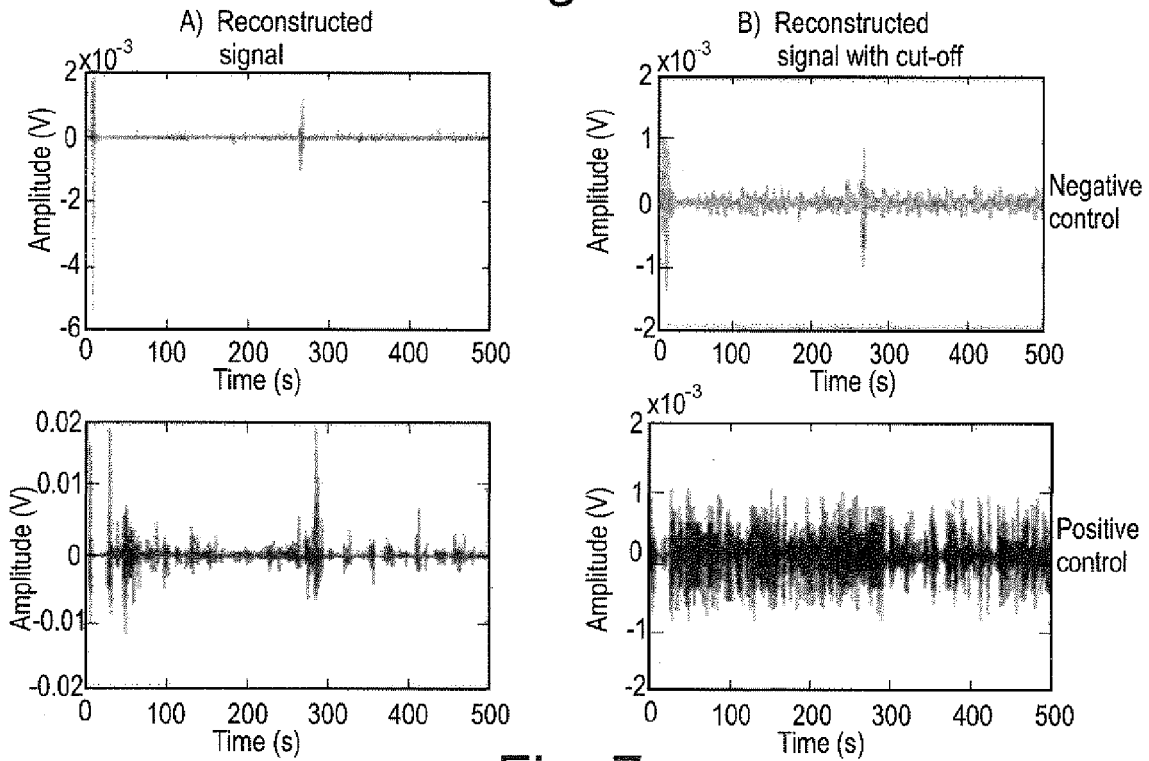 A) Reconstructed
signal
x10-3
2
0
-2
-4
-6
Amplitude (V)
0 100 200 300 400 500
Time (s)
B) Reconstructed
signal with cut-off
x10-3
2
1
0
-1
-2
Amplitude (V)
0 100 200 300 400 500
Time (s)
Negative
control
0.02
0.01
0
-0.01
-0.02
Amplitude (V)
0 100 200 300 400 500
Time (s)
x10-3
2
1
0
-1
-2
Amplitude (V)
0 100 200 300 400 500
Time (s)
Positive
control